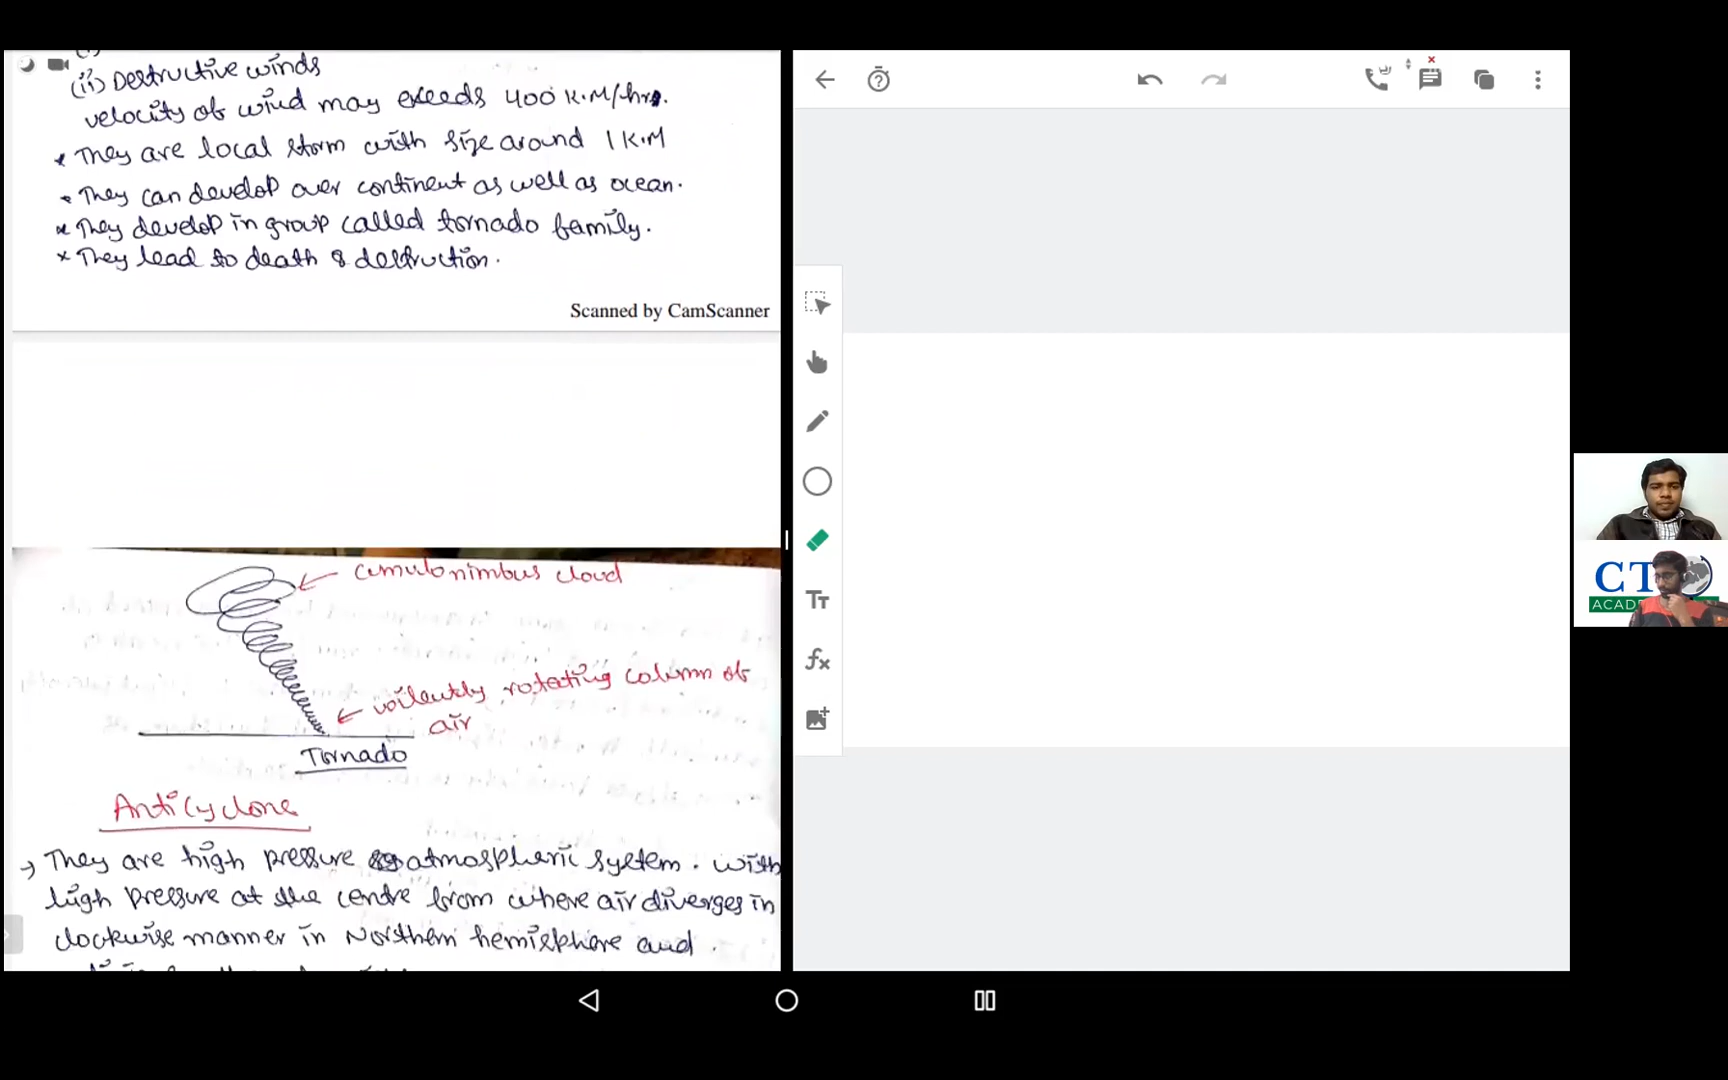 (ii) Destructive winds
velocity of wind may exceeds 400 K.M/hrs.
* They are local storm with size around 1 K.M
* They can develop over continent as well as ocean.
* They develop in group called tornado family.
* They lead to death & destruction.
Scanned by CamScanner
cumulonimbus cloud
voilently rotating column of
air
Tornado
Anticyclone
→ They are high pressure atmospheric system. with
high pressure at the centre from where air diverges in
clockwise manner in Northern hemisphere and
Tт
fx
CT
ACAD